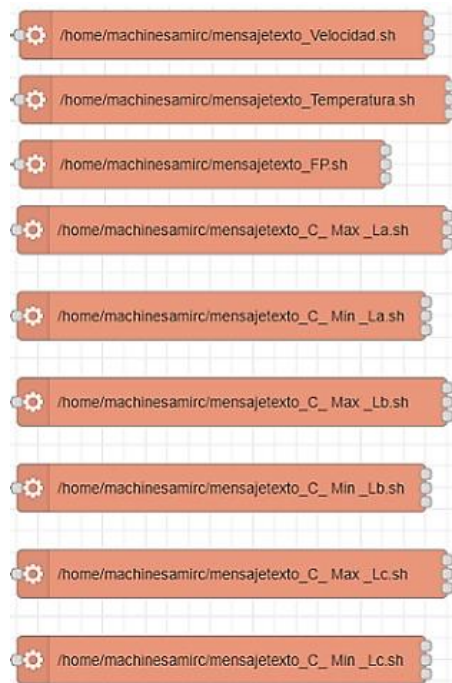 /home/machinesamirc/mensajetexto_Velocidad.sh
/home/machinesamirc/mensajetexto_Temperatura.sh
/home/machinesamirc/mensajetexto_FP.sh
/home/machinesamirc/mensajetexto_C_ Max _La.sh
/home/machinesamirc/mensajetexto_C_ Min _La.sh
/home/machinesamirc/mensajetexto_C_ Max _Lb.sh
/home/machinesamirc/mensajetexto_C_ Min _Lb.sh
/home/machinesamirc/mensajetexto_C_ Max _Lc.sh
/home/machinesamirc/mensajetexto_C_ Min _Lc.sh